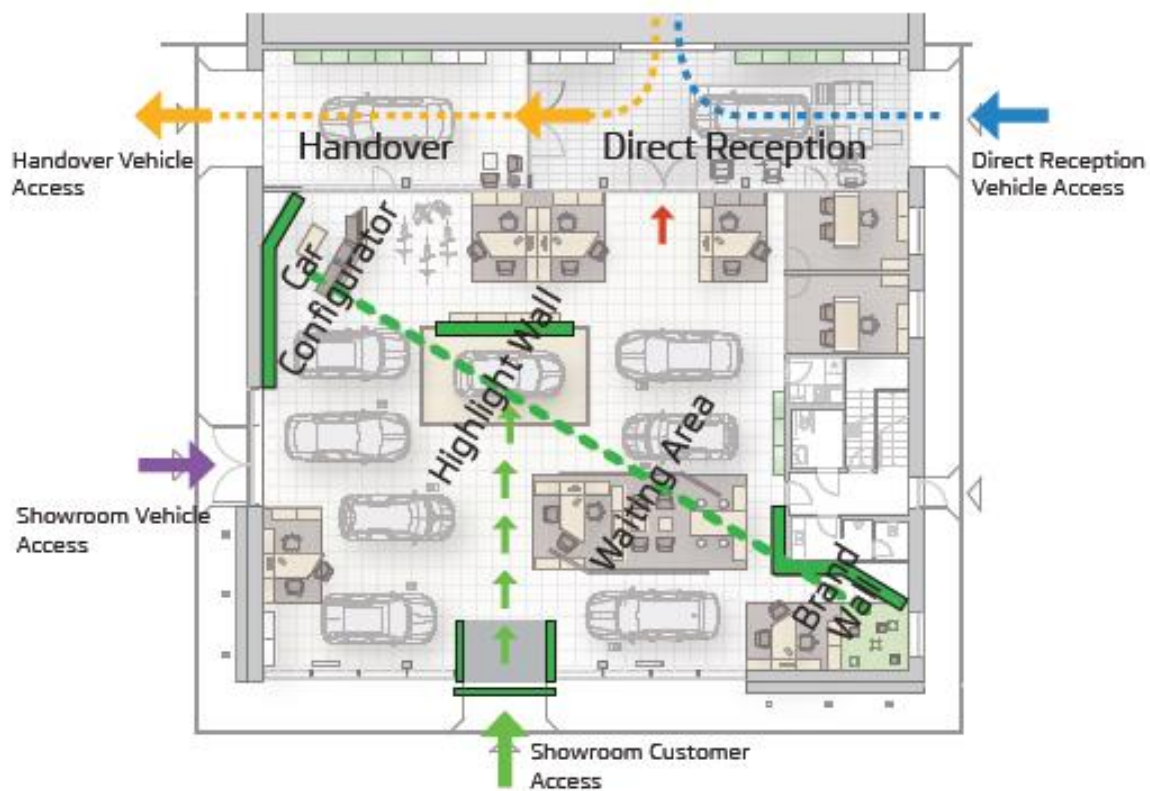 Handover
Direct Reception
Handover Vehicle
Access
Direct Reception
Vehicle Access
Car
Configurator
Highlight Wall
Waiting Area
Showroom Vehicle
Access
Brand
Wall
Showroom Customer
Access